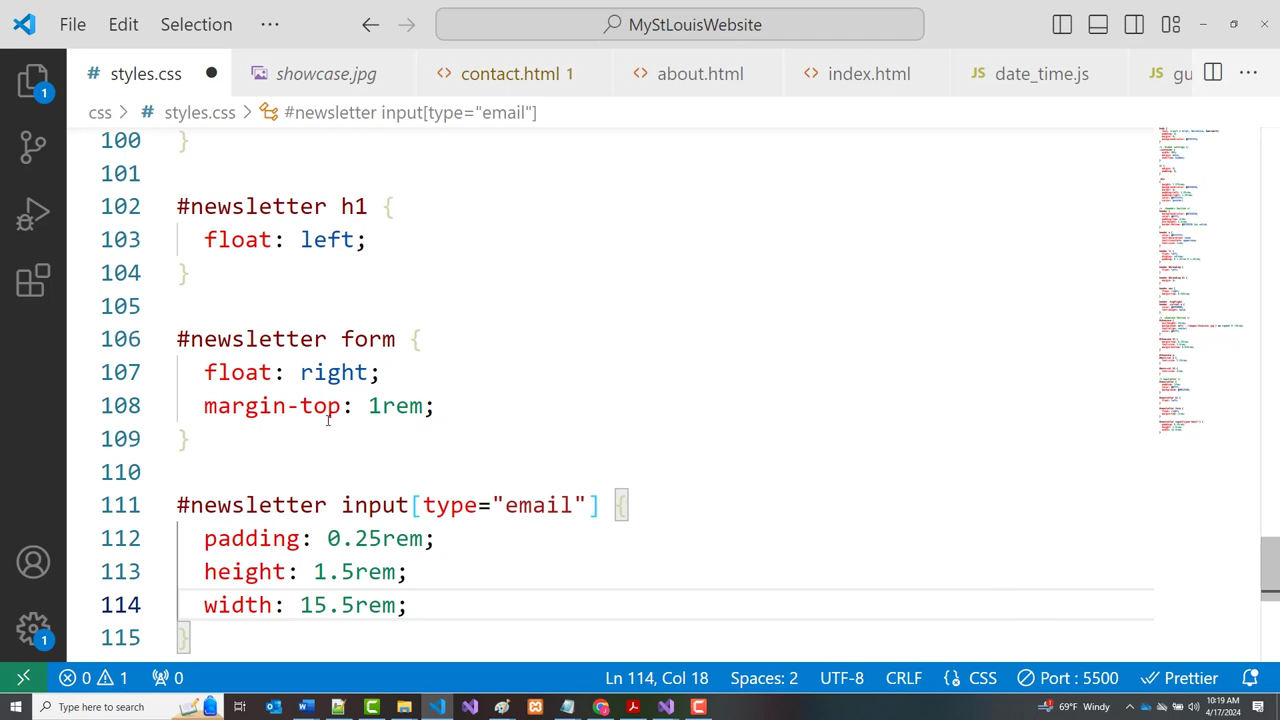 File Edit Selection ··· MyStLouisWebsite
# styles.css showcase.jpg <> contact.html 1 <> about.html <> index.html JS date_time.js JS gu ···
css > # styles.css > #newsletter input[type="email"]
100 }
101
102 #newsletter h1 {
103 float: left;
104 }
105
106 #newsletter form {
107 float: right;
108 margin-top: 1rem;
109 }
110
111 #newsletter input[type="email"] {
112 padding: 0.25rem;
113 height: 1.5rem;
114 width: 15.5rem;
115 }
1
1
0 1 0 Ln 114, Col 18 Spaces: 2 UTF-8 CRLF {} CSS Port : 5500 Prettier
Type here to search 69°F Windy 10:19 AM
4/17/2024